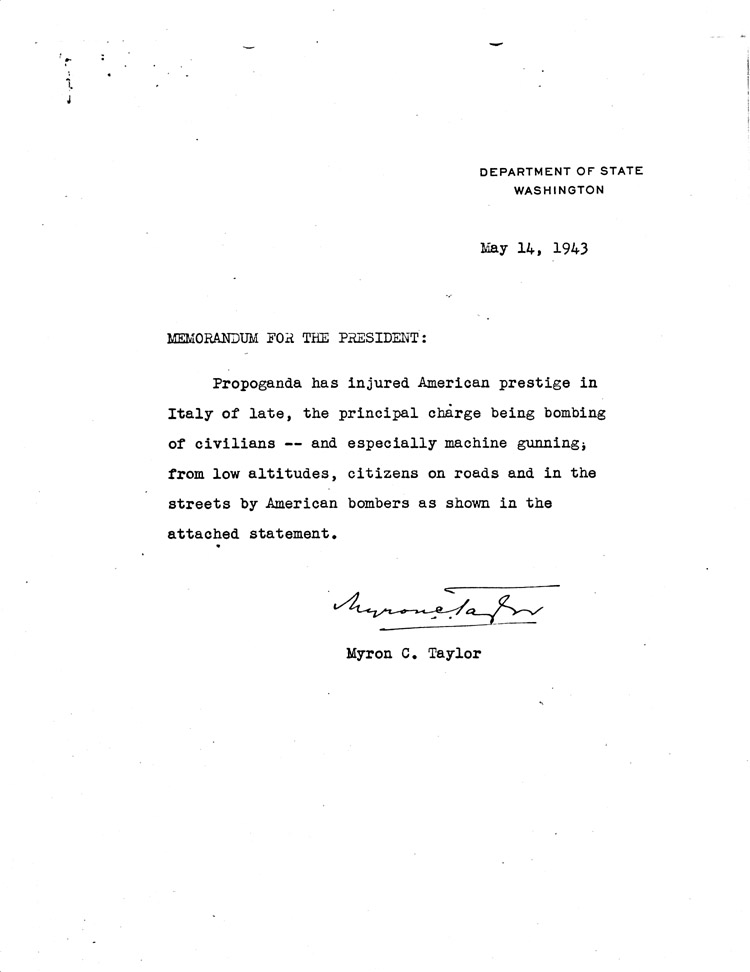 DEPARTMENT OF STATE
WASHINGTON
May 14, 1943
MEMORANDUM FOR THE PRESIDENT:
Propoganda has injured American prestige in
Italy of late, the principal charge being bombing
of civilians -- and especially machine gunning;
from low altitudes, citizens on roads and in the
streets by American bombers as shown in the
attached statement.
Myron C. Taylor
Myron C. Taylor